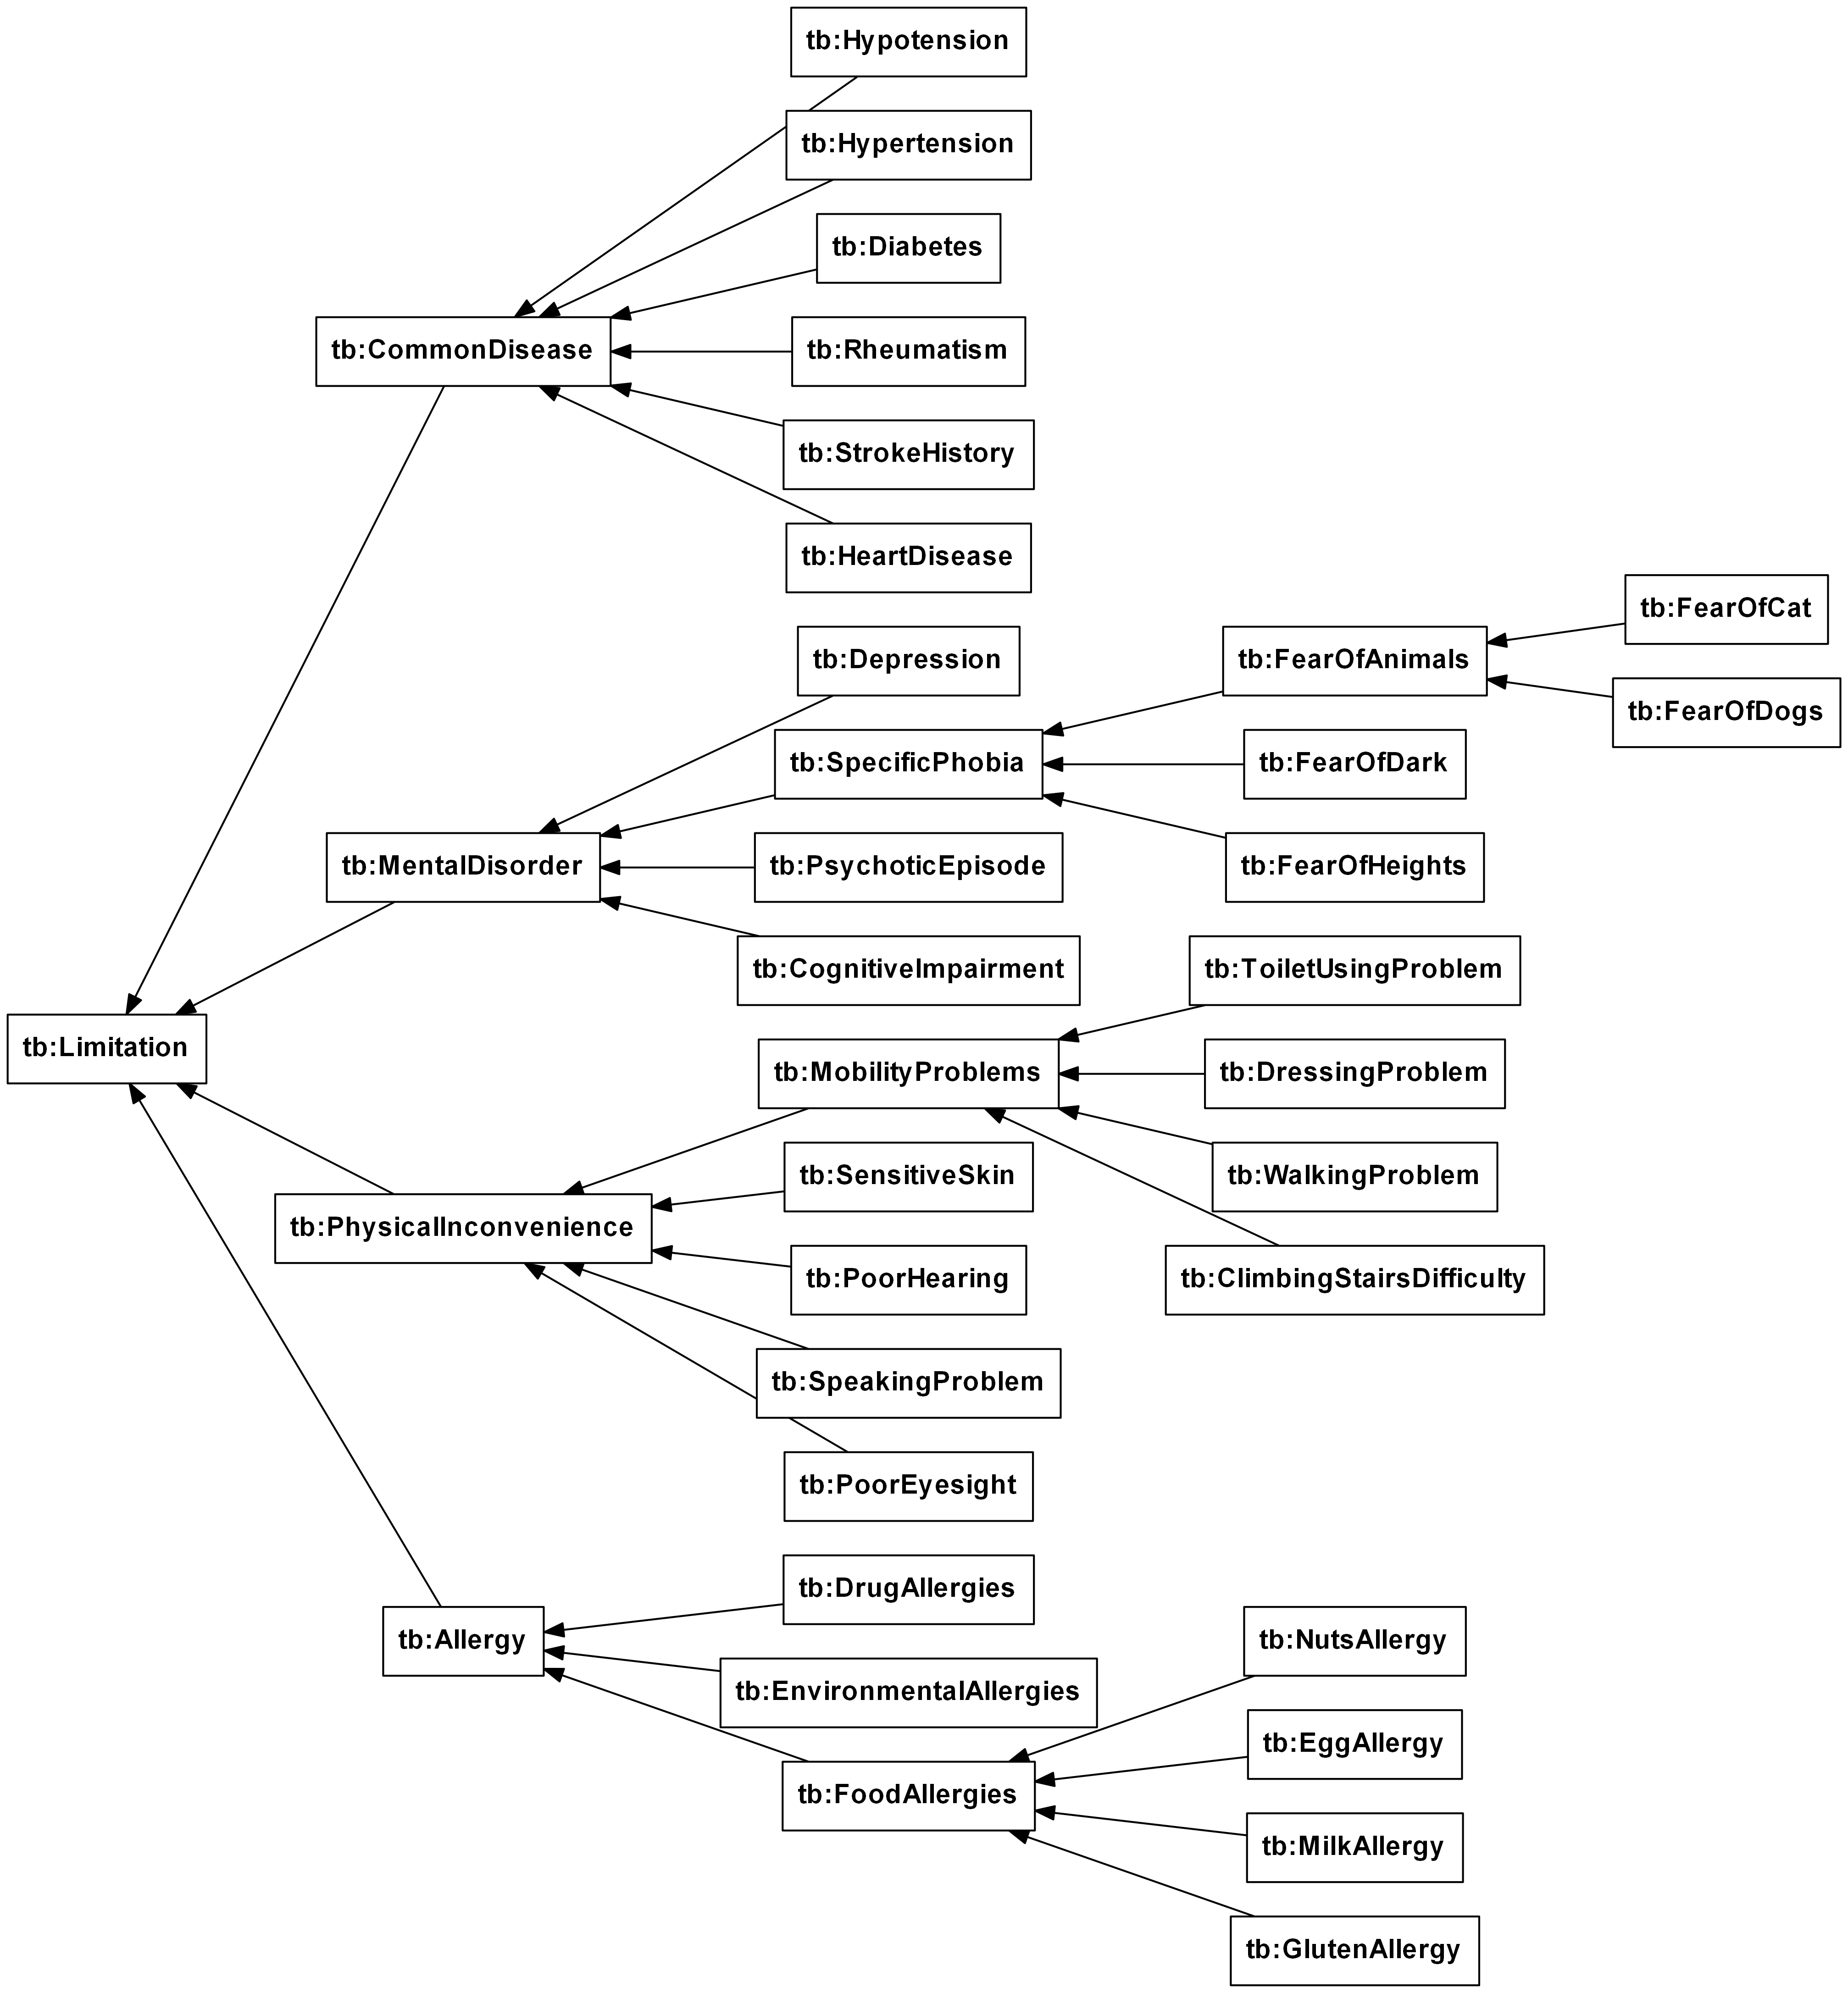 tb:Hypotension
tb:Hypertension
tb:Diabetes
tb:CommonDisease
tb:Rheumatism
tb:StrokeHistory
tb:HeartDisease
tb:FearOfCat
tb:Depression
tb:FearOfAnimals
tb:FearOfDogs
tb:SpecificPhobia
tb:FearOfDark
tb:MentalDisorder
tb:PsychoticEpisode
tb:FearOfHeights
tb:CognitiveImpairment
tb:ToiletUsingProblem
tb:Limitation
tb:MobilityProblems
tb:DressingProblem
tb:SensitiveSkin
tb:WalkingProblem
tb:PhysicalInconvenience
tb:PoorHearing
tb:ClimbingStairsDifficulty
tb:SpeakingProblem
tb:PoorEyesight
tb:DrugAllergies
tb:Allergy
tb:NutsAllergy
tb:EnvironmentalAllergies
tb:EggAllergy
tb:FoodAllergies
tb:MilkAllergy
tb:GlutenAllergy